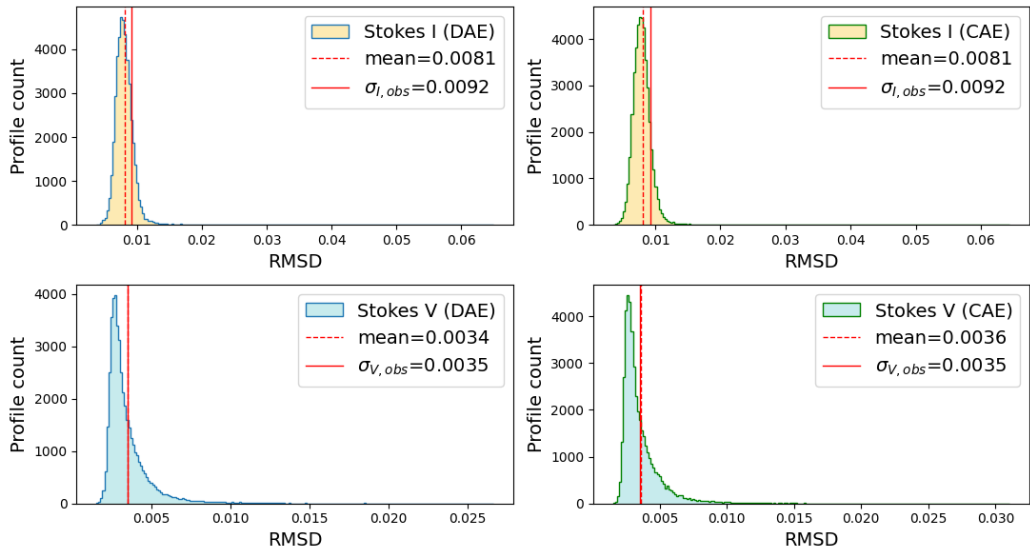 Stokes I (DAE)
mean=0.0081
σI,obs=0.0092
Profile count
4000
3000
2000
1000
0
0.01 0.02 0.03 0.04 0.05 0.06
RMSD
Stokes I (CAE)
mean=0.0081
σI,obs=0.0092
Profile count
4000
3000
2000
1000
0
0.01 0.02 0.03 0.04 0.05 0.06
RMSD
Stokes V (DAE)
mean=0.0034
σV,obs=0.0035
Profile count
4000
3000
2000
1000
0
0.005 0.010 0.015 0.020 0.025
RMSD
Stokes V (CAE)
mean=0.0036
σV,obs=0.0035
Profile count
4000
3000
2000
1000
0
0.005 0.010 0.015 0.020 0.025 0.030
RMSD